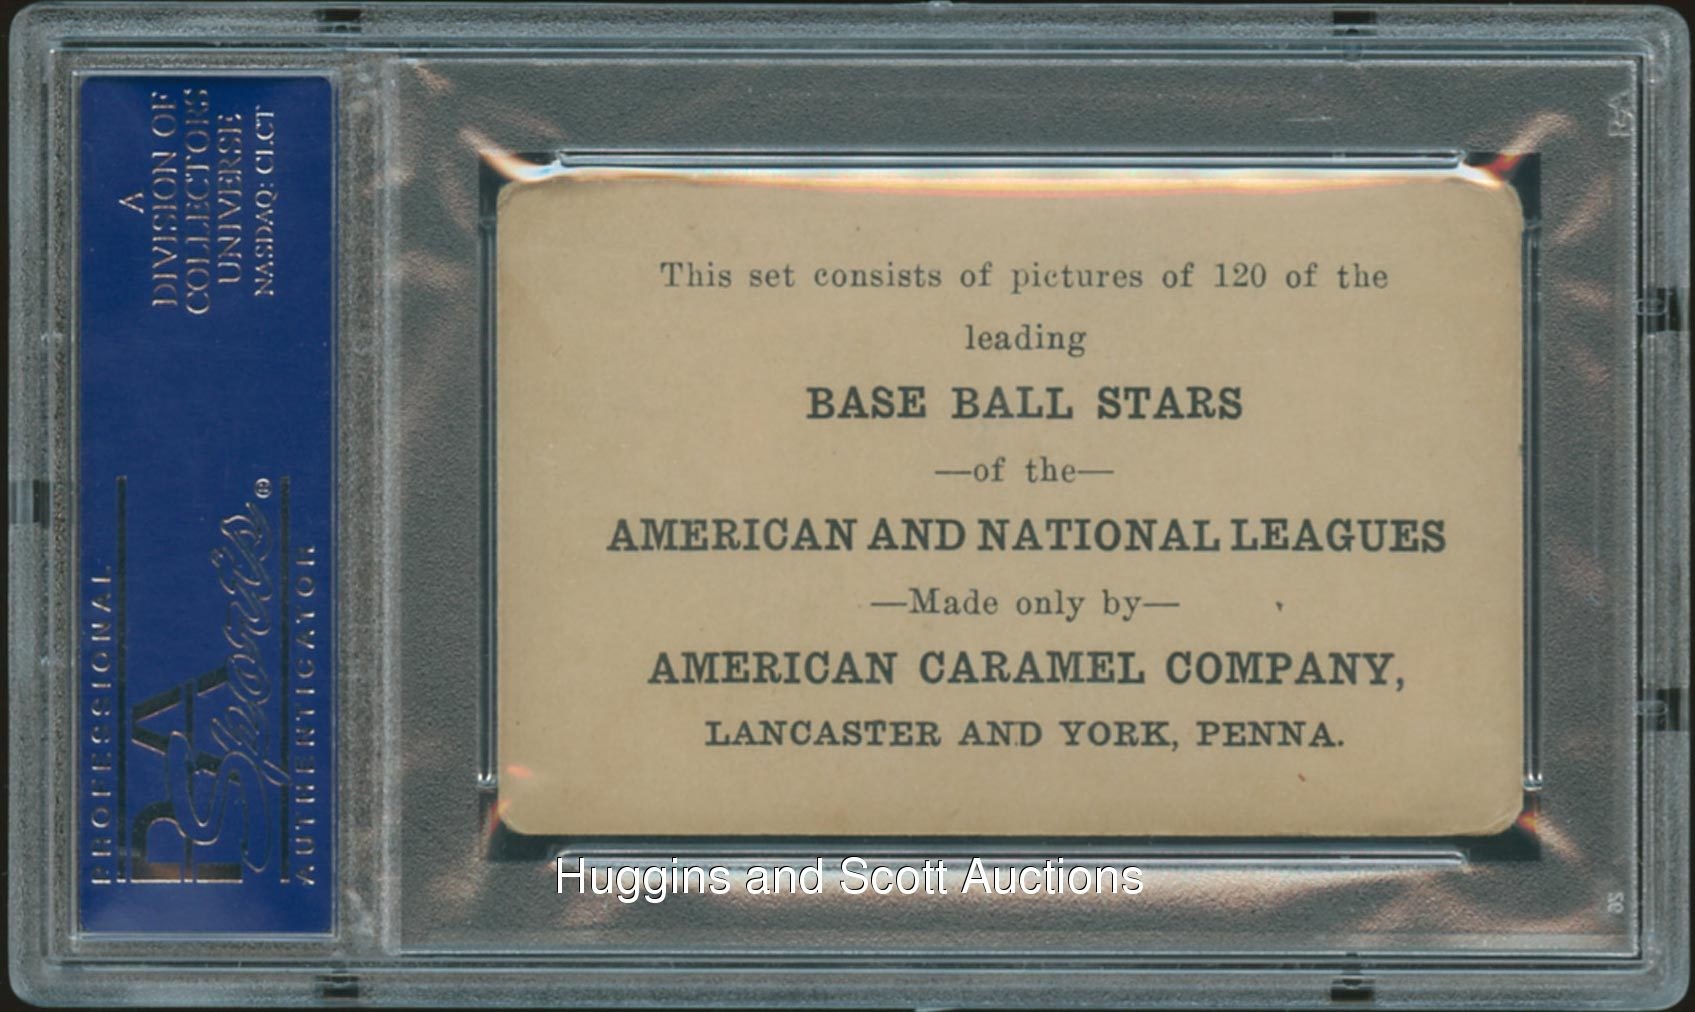 A
DIVISION OF
COLLECTORS
UNIVERSE
NASDAQ: CLCT
PROFESSIONAL
PSA
Sports®
AUTHENTICATOR
This set consists of pictures of 120 of the
leading
BASE BALL STARS
—of the—
AMERICAN AND NATIONAL LEAGUES
—Made only by—
AMERICAN CARAMEL COMPANY,
LANCASTER AND YORK, PENNA.
Huggins and Scott Auctions